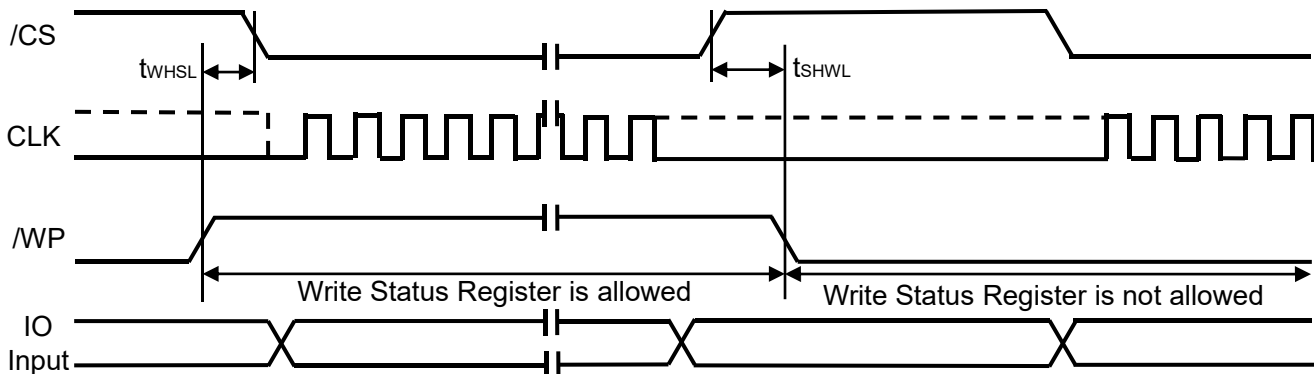 /CS
tWHSL
tSHWL
CLK
/WP
Write Status Register is allowed
Write Status Register is not allowed
IO
Input